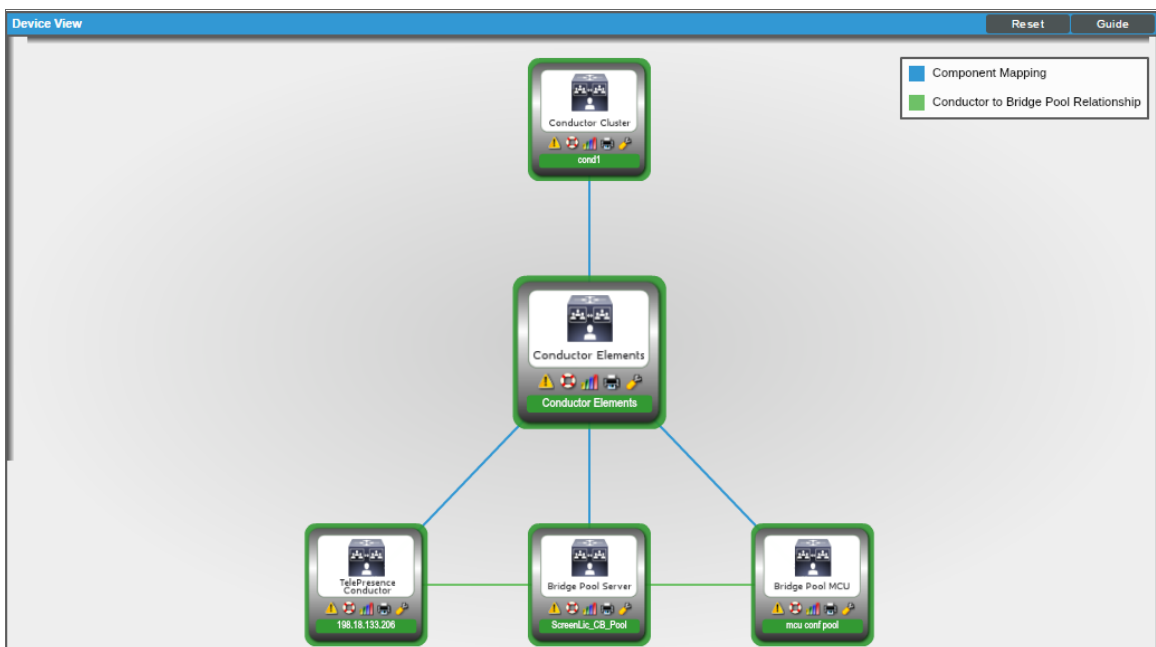 Device View
Reset
Guide
Component Mapping
Conductor to Bridge Pool Relationship
Conductor Cluster
cond1
Conductor Elements
Conductor Elements
TelePresence
Conductor
198.18.133.206
Bridge Pool Server
ScreenLic_CB_Pool
Bridge Pool MCU
mcu conf pool